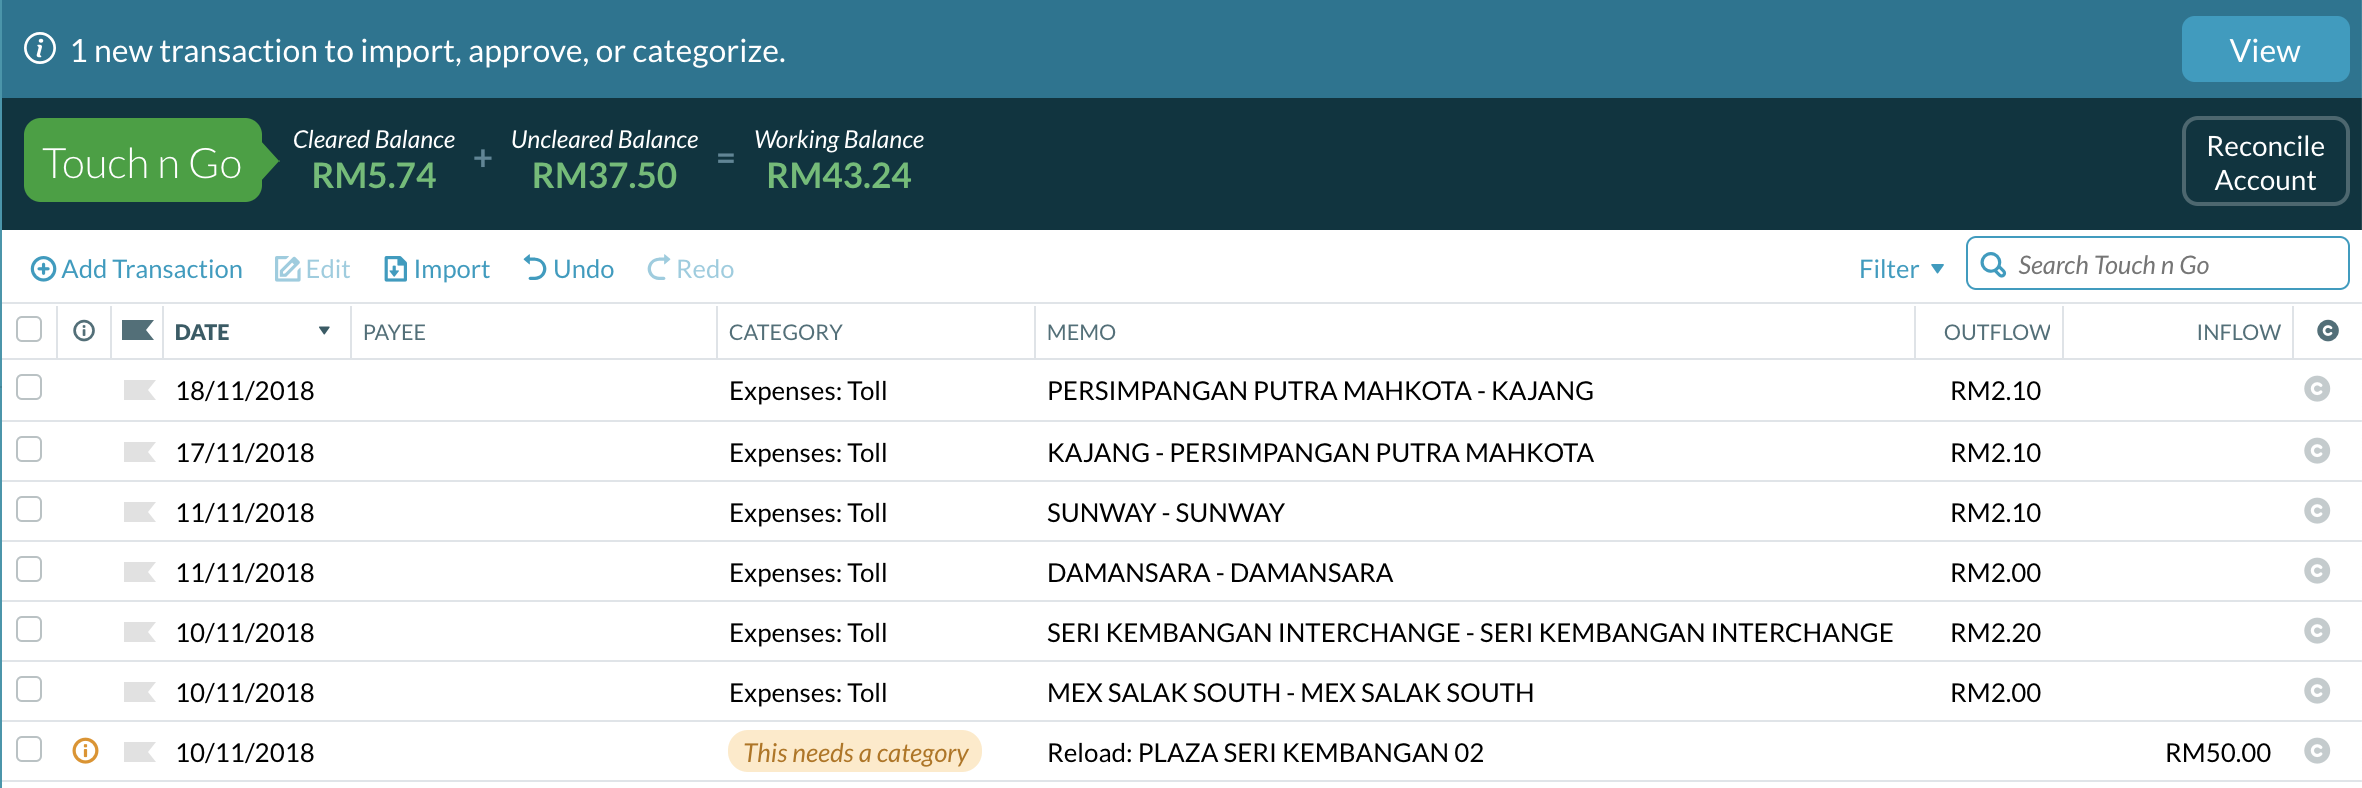 1 new transaction to import, approve, or categorize.
View
Touch n Go
Cleared Balance + Uncleared Balance = Working Balance
RM5.74 RM37.50 RM43.24
Reconcile Account
Add Transaction Edit Import Undo Redo Filter Search Touch n Go
DATE PAYEE CATEGORY MEMO OUTFLOW INFLOW C
18/11/2018 Expenses: Toll PERSIMPANGAN PUTRA MAHKOTA - KAJANG RM2.10 C
17/11/2018 Expenses: Toll KAJANG - PERSIMPANGAN PUTRA MAHKOTA RM2.10 C
11/11/2018 Expenses: Toll SUNWAY - SUNWAY RM2.10 C
11/11/2018 Expenses: Toll DAMANSARA - DAMANSARA RM2.00 C
10/11/2018 Expenses: Toll SERI KEMBANGAN INTERCHANGE - SERI KEMBANGAN INTERCHANGE RM2.20 C
10/11/2018 Expenses: Toll MEX SALAK SOUTH - MEX SALAK SOUTH RM2.00 C
10/11/2018 This needs a category Reload: PLAZA SERI KEMBANGAN 02 RM50.00 C